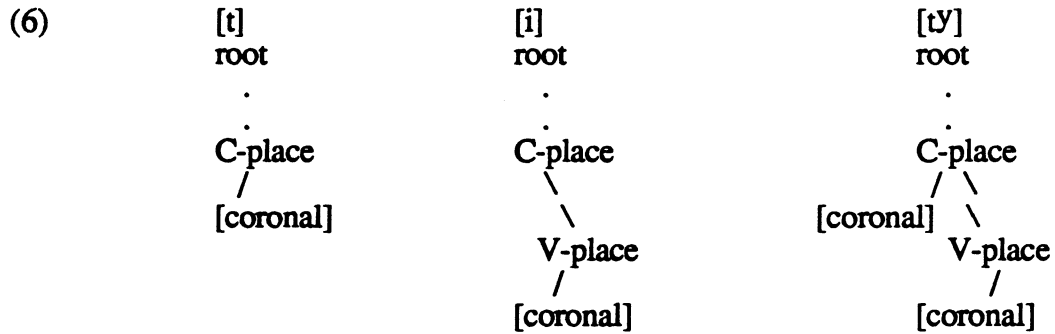 (6) [t] [i] [tʸ]
root root root
. . .
. . .
C-place C-place C-place
/ \ / \
[coronal] \ [coronal] \
V-place V-place
/ /
[coronal] [coronal]